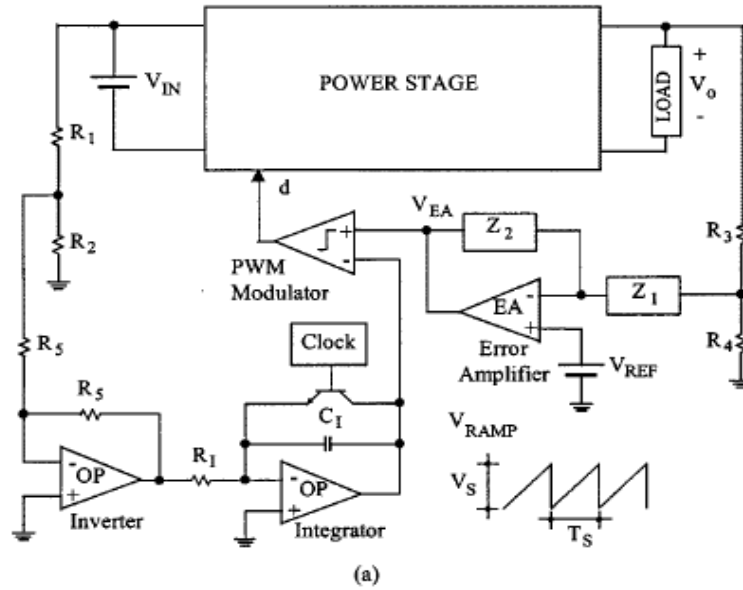 POWER STAGE
V_IN
LOAD
+
V_o
-
R_1
R_2
d
V_EA
Z_2
R_3
PWM
Modulator
+
-
EA
-
+
Z_1
R_4
Error
Amplifier
V_REF
R_5
R_5
Clock
C_I
V_RAMP
V_S
T_S
R_I
-
OP
+
Inverter
-
OP
+
Integrator
(a)